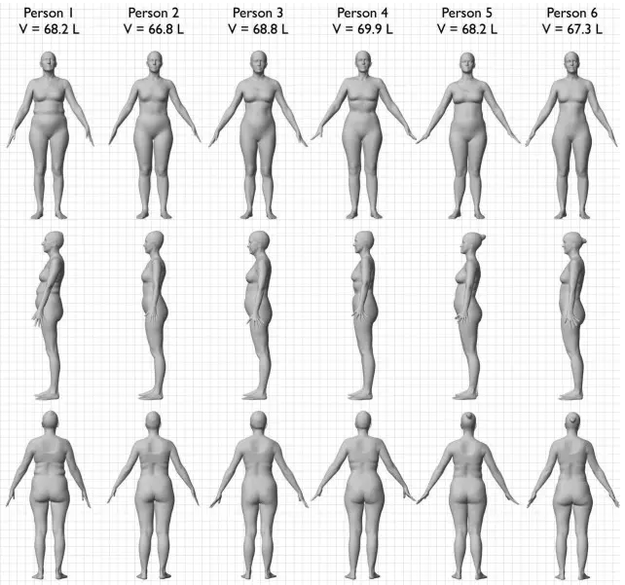 Person 1 Person 2 Person 3 Person 4 Person 5 Person 6
V = 68.2 L V = 66.8 L V = 68.8 L V = 69.9 L V = 68.2 L V = 67.3 L